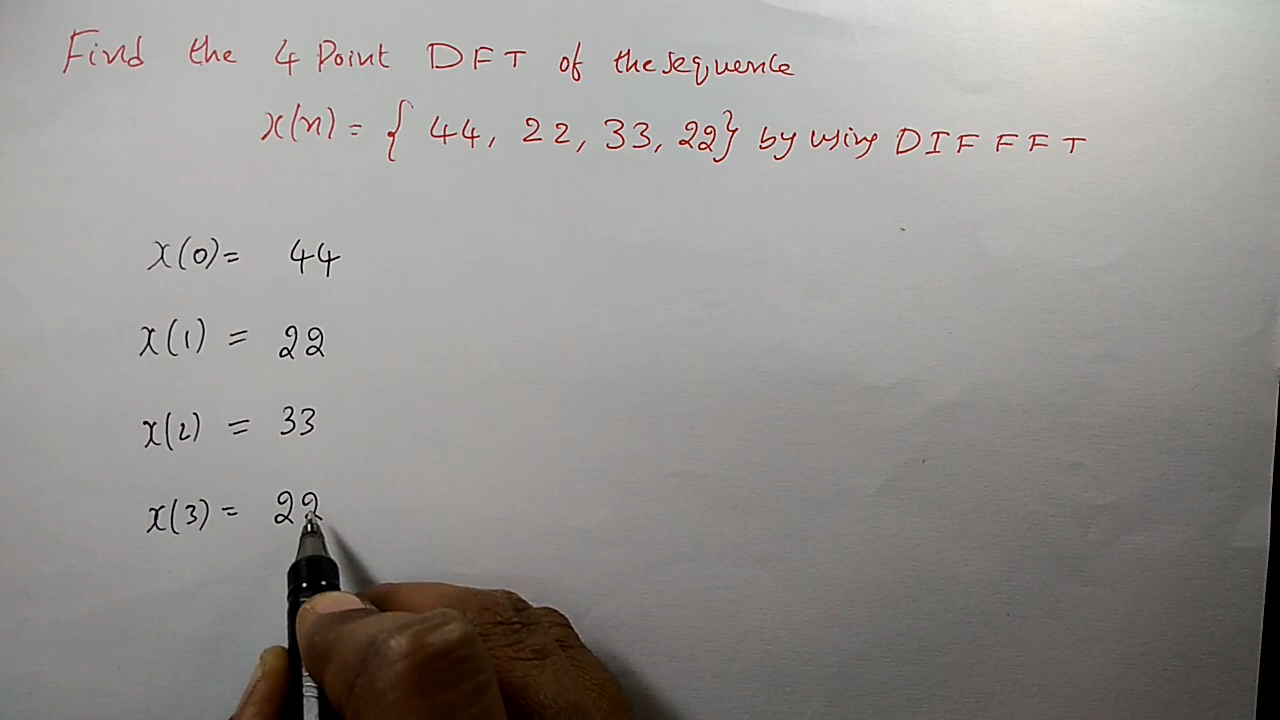 Find the 4 Point DFT of the sequence
x(n) = { 44, 22, 33, 22} by using DIF FFT
x(0) = 44
x(1) = 22
x(2) = 33
x(3) = 22